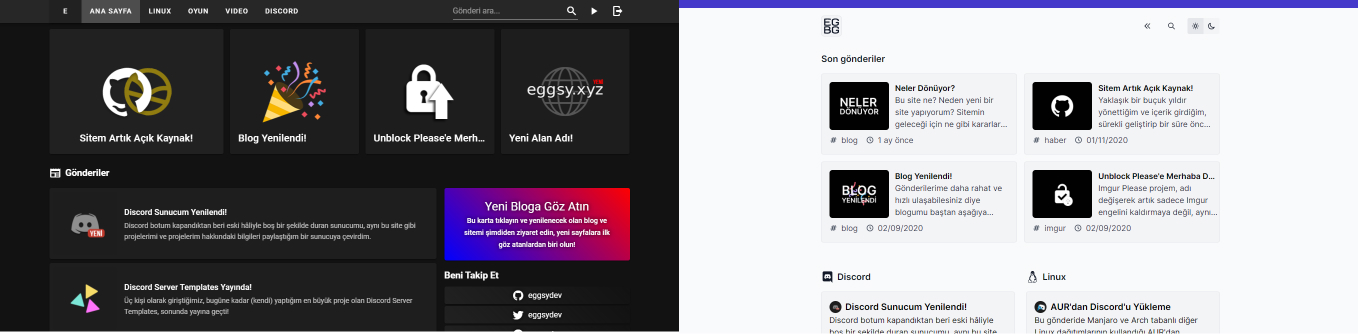 E ANA SAYFA LINUX OYUN VIDEO DISCORD Gönderi ara...
Sitem Artık Açık Kaynak!
Blog Yenilendi!
Unblock Please'e Merh...
eggsy.xyz
Yeni Alan Adı!
Gönderiler
YENİ
Discord Sunucum Yenilendi!
Discord botum kapandıktan beri eski hâliyle boş bir şekilde duran sunucumu, aynı bu site gibi
projelerimi ve projelerim hakkındaki bilgileri paylaştığım bir sunucuya çevirdim.
Discord Server Templates Yayında!
Üç kişi olarak giriştiğimiz, bugüne kadar (kendi) yaptığım en büyük proje olan Discord Server
Templates, sonunda yayına geçti!
Yeni Bloga Göz Atın
Bu karta tıklayın ve yenilenecek olan blog ve
sitemi şimdiden ziyaret edin, yeni sayfalara ilk
göz atanlardan biri olun!
Beni Takip Et
eggsydev
eggsydev
EG
BG
Son gönderiler
NELER
DÖNÜYOR
Neler Dönüyor?
Bu site ne? Neden yeni bir
site yapıyorum? Sitemin
geleceği için ne gibi kararlar...
# blog 1 ay önce
Sitem Artık Açık Kaynak!
Yaklaşık bir buçuk yıldır
yönettiğim ve içerik girdiğim,
sürekli geliştirip bir süre önc...
# haber 01/11/2020
BLOG
YENİLENDİ
Blog Yenilendi!
Gönderilerime daha rahat ve
hızlı ulaşabilesiniz diye
blogumu baştan aşağıya...
# blog 02/09/2020
Unblock Please'e Merhaba D...
Imgur Please projem, adı
değişerek artık sadece Imgur
engelini kaldırmaya değil, aynı...
# imgur 02/09/2020
Discord
Discord Sunucum Yenilendi!
Discord botum kapandıktan beri eski hâliyle
boş bir şekilde duran sunucumu, aynı bu site
Linux
AUR'dan Discord'u Yükleme
Bu gönderide Manjaro ve Arch tabanlı diğer
Linux dağıtımlarının kullandığı AUR'dan